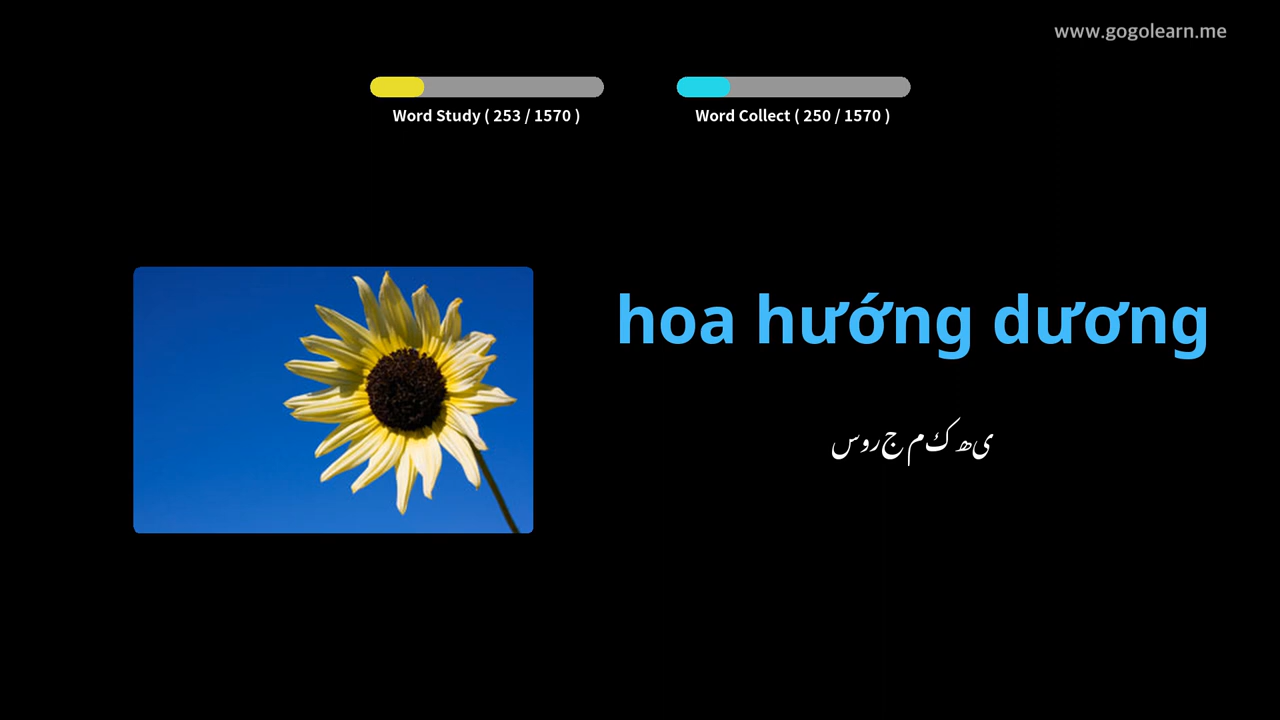 www.gogolearn.me
Word Study ( 253 / 1570 )
Word Collect ( 250 / 1570 )
hoa hướng dương
سورج مکھی